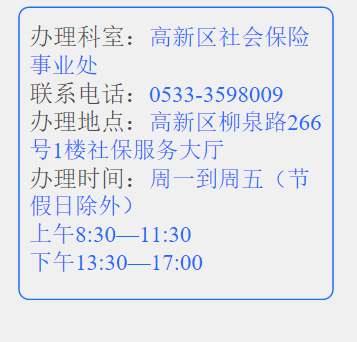 办理科室：高新区社会保险
事业处
联系电话：0533-3598009
办理地点：高新区柳泉路266
号1楼社保服务大厅
办理时间：周一到周五（节
假日除外）
上午8:30—11:30
下午13:30—17:00